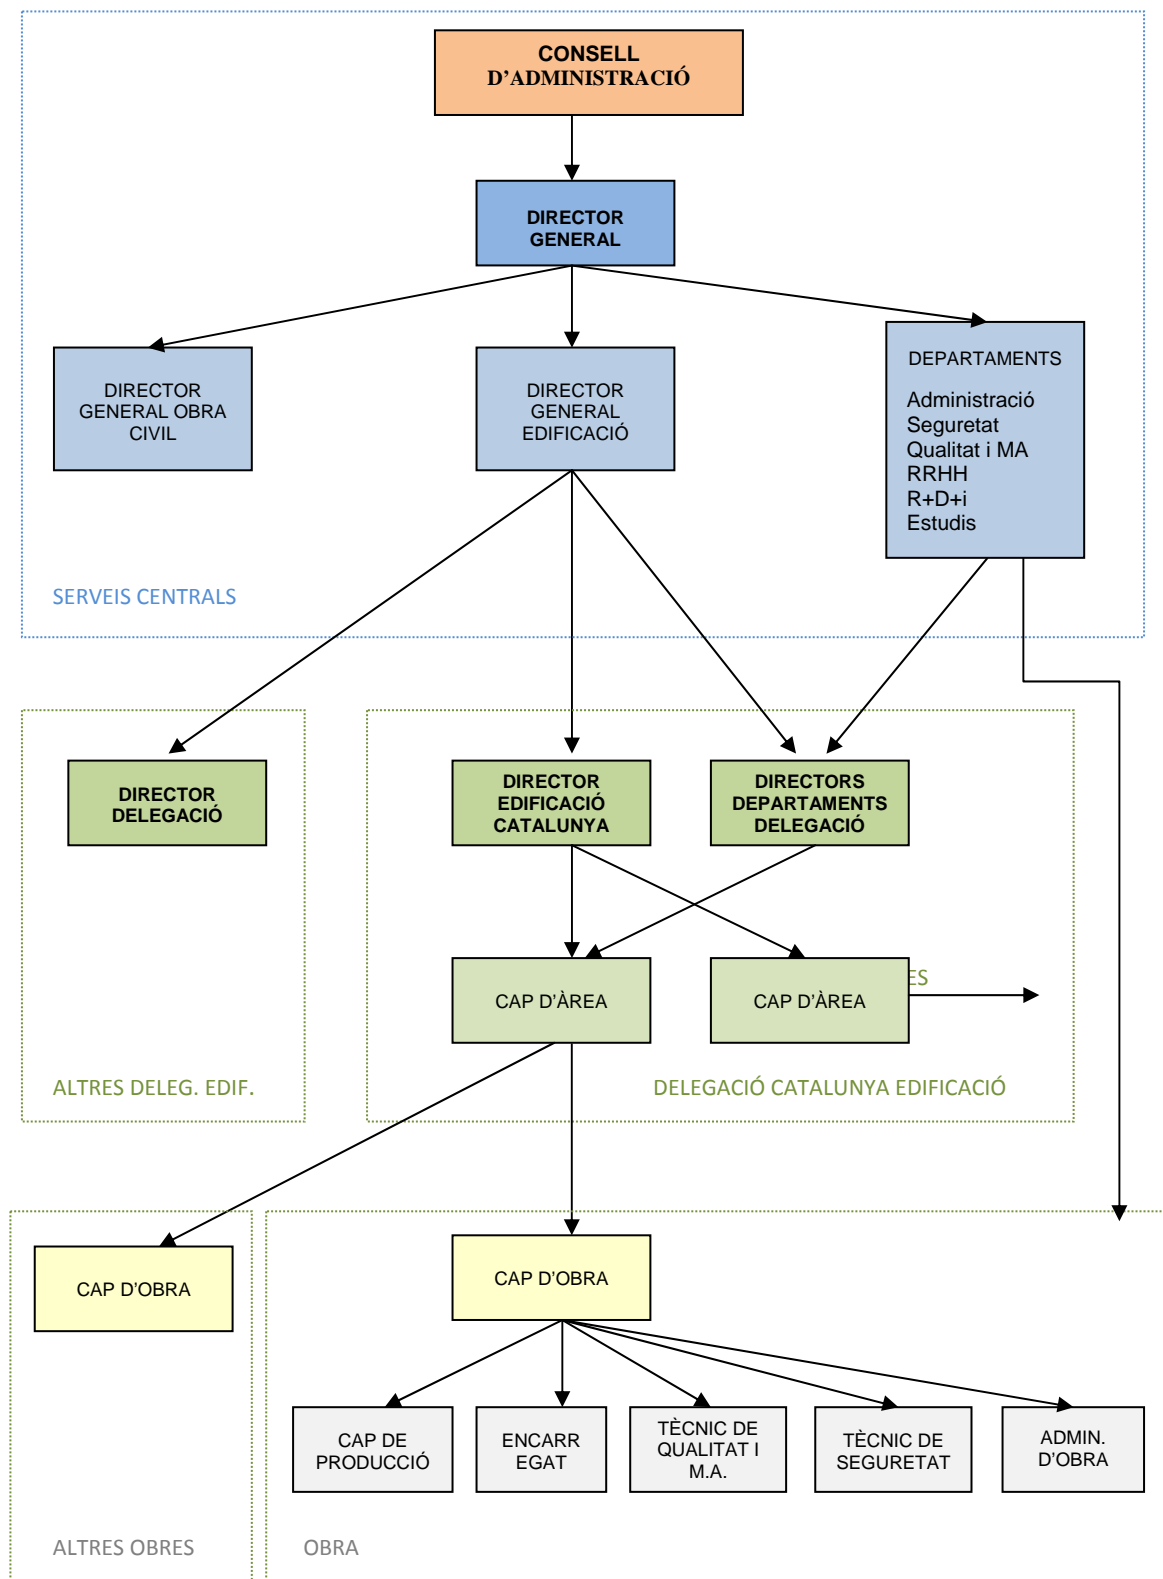 CONSELL
D’ADMINISTRACIÓ
DIRECTOR
GENERAL
DIRECTOR
GENERAL OBRA
CIVIL
DIRECTOR
GENERAL
EDIFICACIÓ
DEPARTAMENTS
Administració
Seguretat
Qualitat i MA
RRHH
R+D+i
Estudis
SERVEIS CENTRALS
DIRECTOR
DELEGACIÓ
DIRECTOR
EDIFICACIÓ
CATALUNYA
DIRECTORS
DEPARTAMENTS
DELEGACIÓ
CAP D’ÀREA
CAP D’ÀREA
ES
ALTRES DELEG. EDIF.
DELEGACIÓ CATALUNYA EDIFICACIÓ
CAP D’OBRA
CAP D’OBRA
CAP DE
PRODUCCIÓ
ENCARR
EGAT
TÈCNIC DE
QUALITAT I
M.A.
TÈCNIC DE
SEGURETAT
ADMIN.
D’OBRA
ALTRES OBRES
OBRA